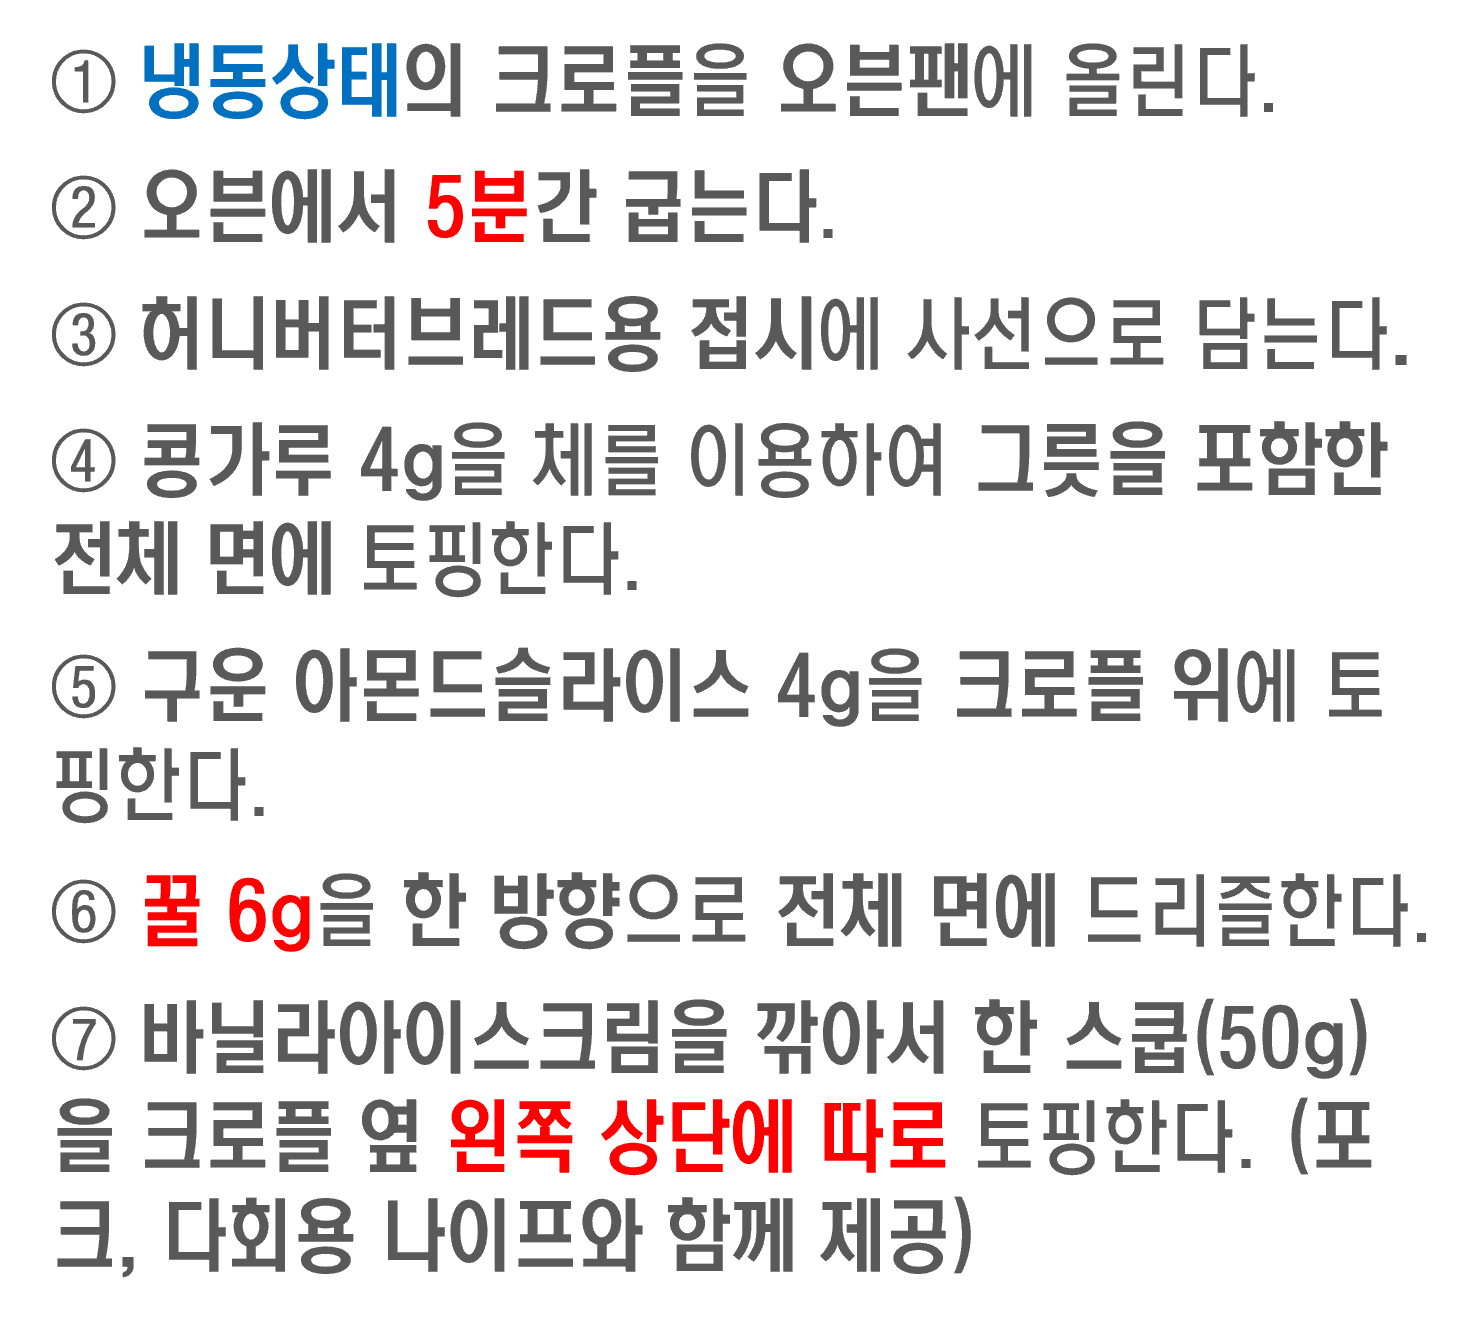 ① 냉동상태의 크로플을 오븐팬에 올린다.
② 오븐에서 5분간 굽는다.
③ 허니버터브레드용 접시에 사선으로 담는다.
④ 콩가루 4g을 체를 이용하여 그릇을 포함한
전체 면에 토핑한다.
⑤ 구운 아몬드슬라이스 4g을 크로플 위에 토
핑한다.
⑥ 꿀 6g을 한 방향으로 전체 면에 드리즐한다.
⑦ 바닐라아이스크림을 깎아서 한 스쿱(50g)
을 크로플 옆 왼쪽 상단에 따로 토핑한다. (포
크, 다회용 나이프와 함께 제공)